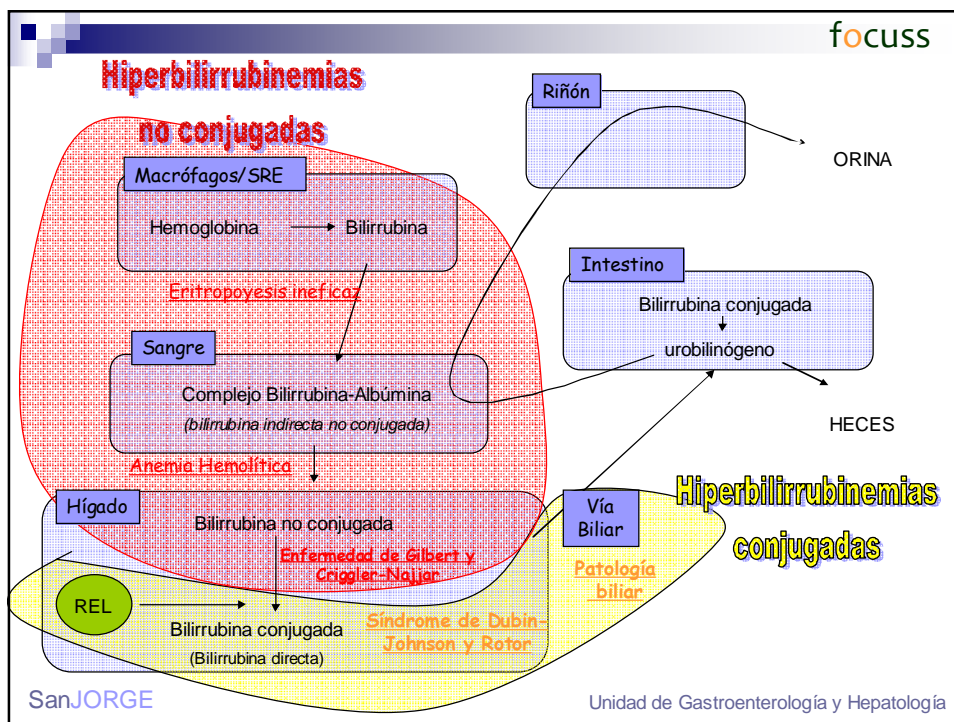 focuss
Hiperbilirrubinemias
no conjugadas
Riñón
ORINA
Macrófagos/SRE
Hemoglobina
Bilirrubina
Eritropoyesis ineficaz
Intestino
Bilirrubina conjugada
urobilinógeno
HECES
Sangre
Complejo Bilirrubina-Albúmina
(bilirrubina indirecta no conjugada)
Anemia Hemolítica
Hígado
Bilirrubina no conjugada
Enfermedad de Gilbert y
Criggler-Najjar
Vía
Biliar
Hiperbilirrubinemias
conjugadas
Patología
biliar
REL
Bilirrubina conjugada
(Bilirrubina directa)
Síndrome de Dubin-
Johnson y Rotor
SanJORGE
Unidad de Gastroenterología y Hepatología